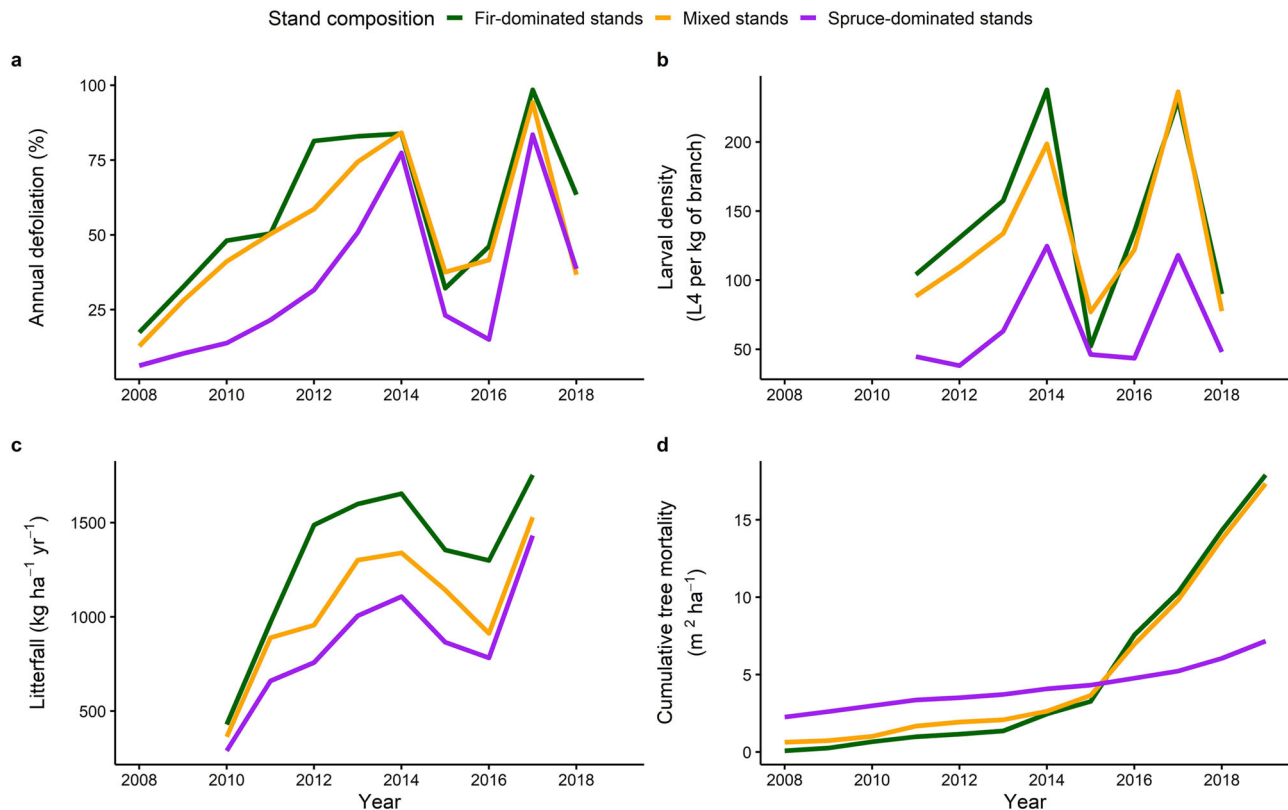 Stand composition Fir-dominated stands Mixed stands Spruce-dominated stands
a
Annual defoliation (%)
100
75
50
25
2008 2010 2012 2014 2016 2018
b
Larval density
(L4 per kg of branch)
200
150
100
50
2008 2010 2012 2014 2016 2018
c
Litterfall (kg ha⁻¹ yr⁻¹)
1500
1000
500
2008 2010 2012 2014 2016 2018
Year
d
Cumulative tree mortality
(m ² ha⁻¹)
15
10
5
0
2008 2010 2012 2014 2016 2018
Year